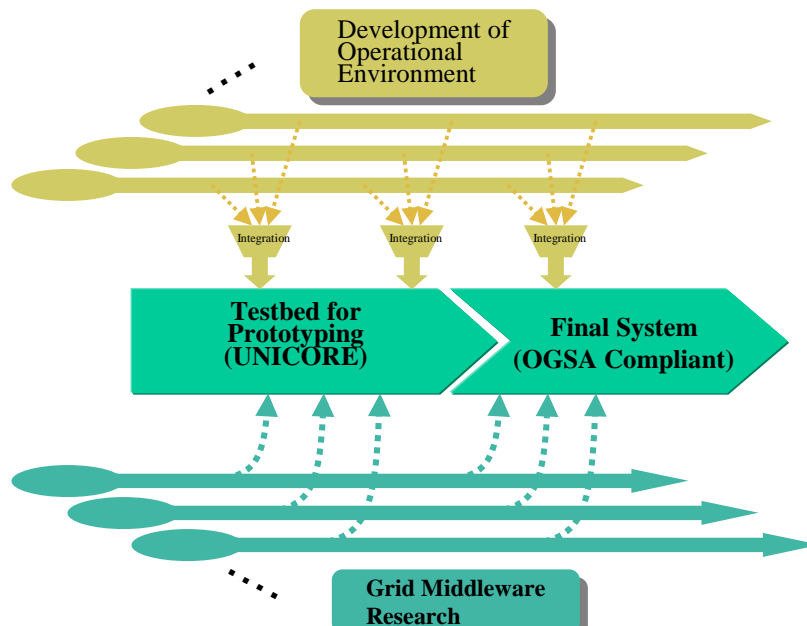 Development of
Operational
Environment
Integration
Integration
Integration
Testbed for
Prototyping
(UNICORE)
Final System
(OGSA Compliant)
Grid Middleware
Research